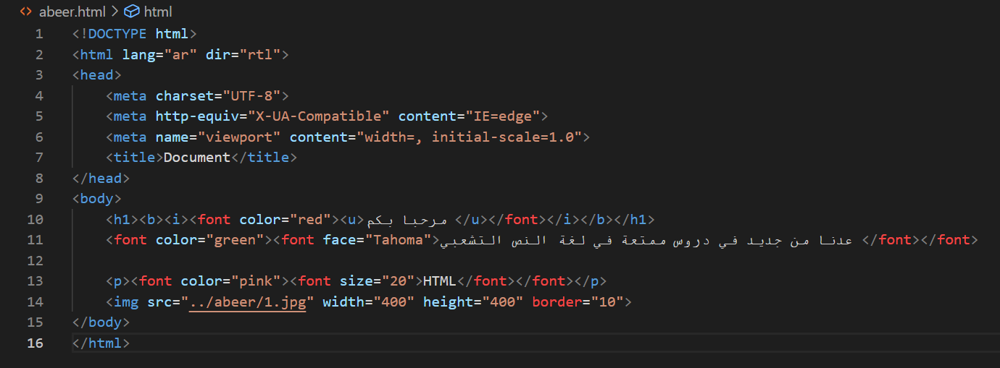 abeer.html > html
1 <!DOCTYPE html>
2 <html lang="ar" dir="rtl">
3 <head>
4 <meta charset="UTF-8">
5 <meta http-equiv="X-UA-Compatible" content="IE=edge">
6 <meta name="viewport" content="width=, initial-scale=1.0">
7 <title>Document</title>
8 </head>
9 <body>
10 <h1><b><i><font color="red"><u>مرحبا بكم </u></font></i></b></h1>
11 <font color="green"><font face="Tahoma">عدنا من جديد في دروس ممتعة في لغة النص التشعبي </font></font>
12
13 <p><font color="pink"><font size="20">HTML</font></font></p>
14 <img src="../abeer/1.jpg" width="400" height="400" border="10">
15 </body>
16 </html>